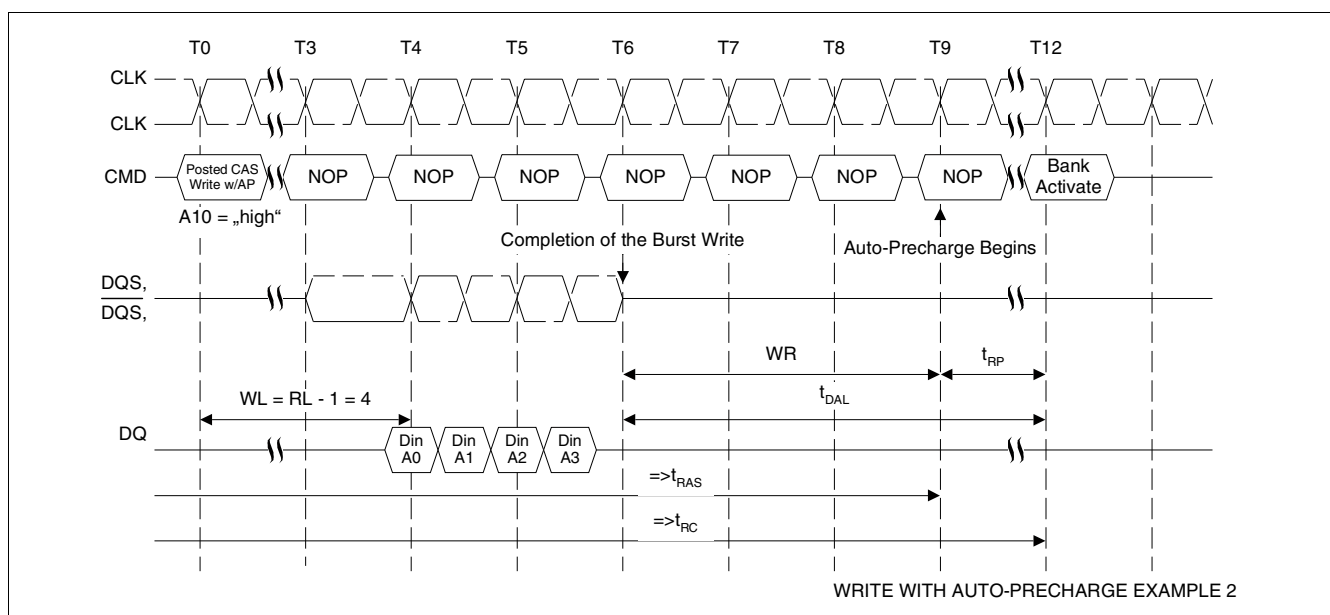 T0 T3 T4 T5 T6 T7 T8 T9 T12
CLK
CLK
CMD
Posted CAS
Write w/AP
NOP NOP NOP NOP NOP NOP NOP
Bank
Activate
A10 = „high“
Completion of the Burst Write
Auto-Precharge Begins
DQS,
DQS,
WR
tRP
WL = RL - 1 = 4
tDAL
DQ
Din
A0
Din
A1
Din
A2
Din
A3
=>tRAS
=>tRC
WRITE WITH AUTO-PRECHARGE EXAMPLE 2